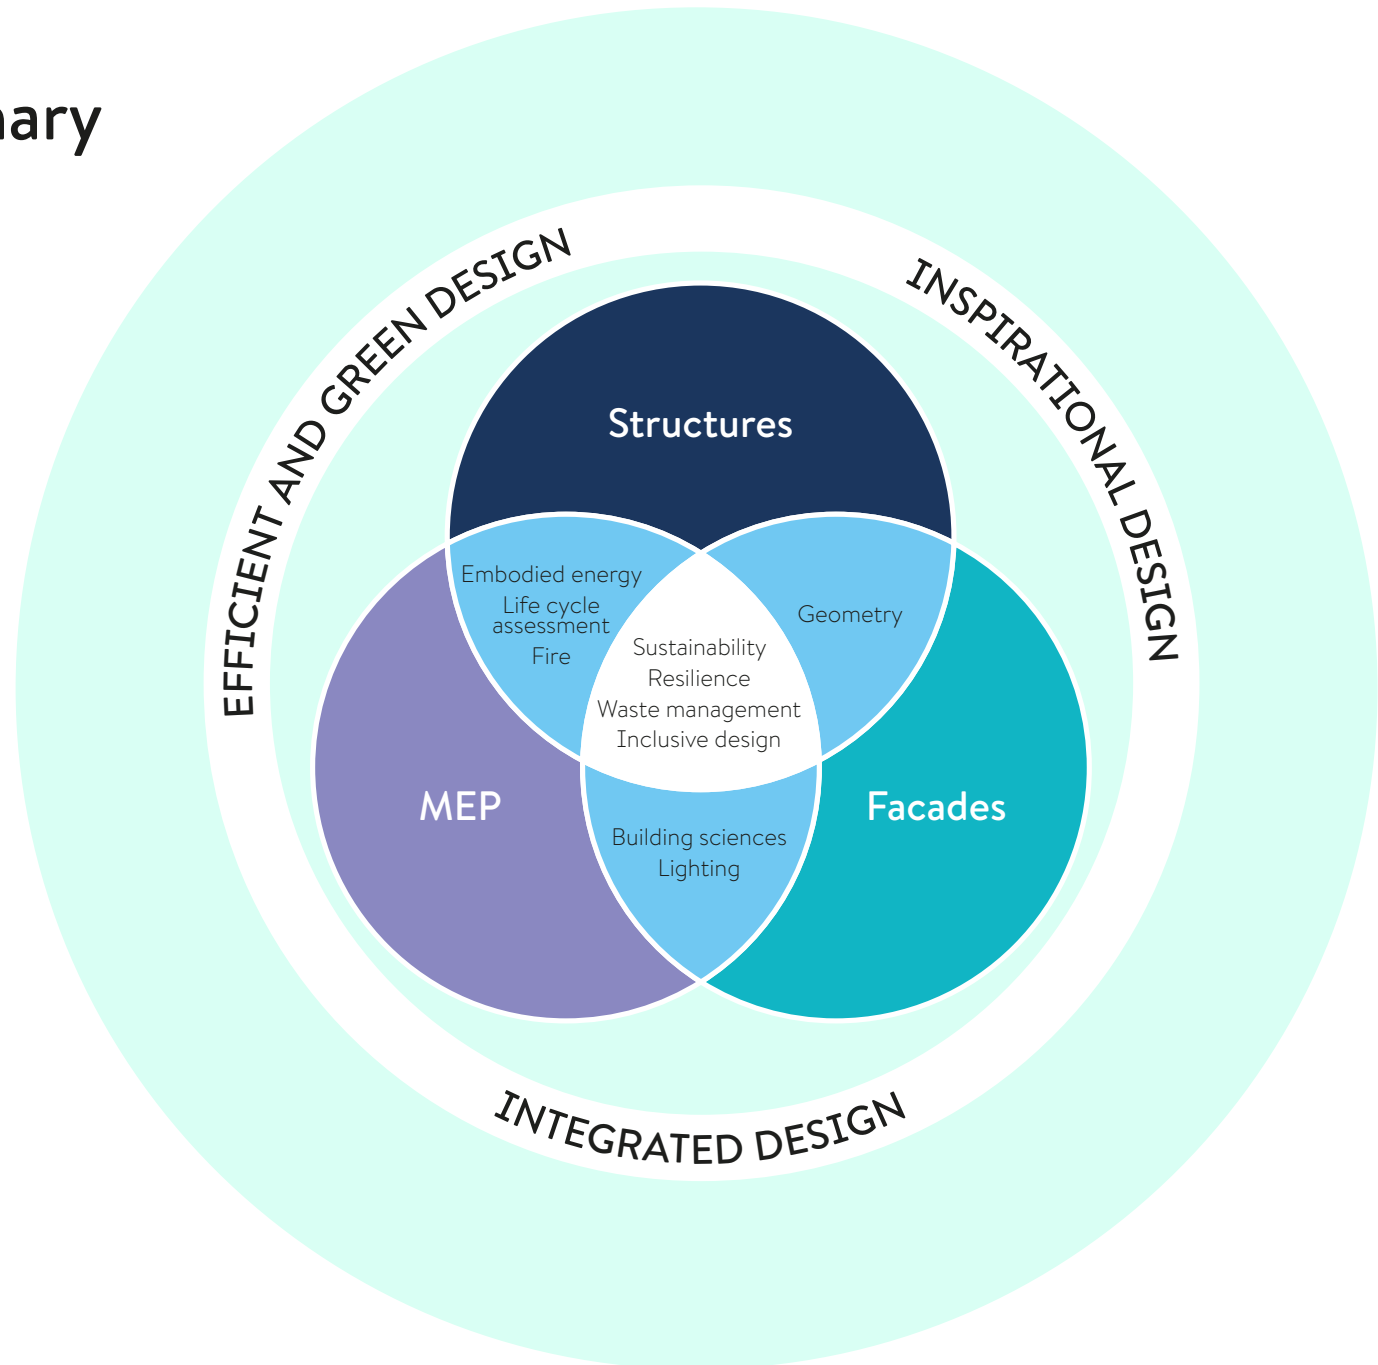 EFFICIENT AND GREEN DESIGN
INSPIRATIONAL DESIGN
Structures
Embodied energy
Life cycle
assessment
Fire
Geometry
Sustainability
Resilience
Waste management
Inclusive design
MEP
Facades
Building sciences
Lighting
INTEGRATED DESIGN